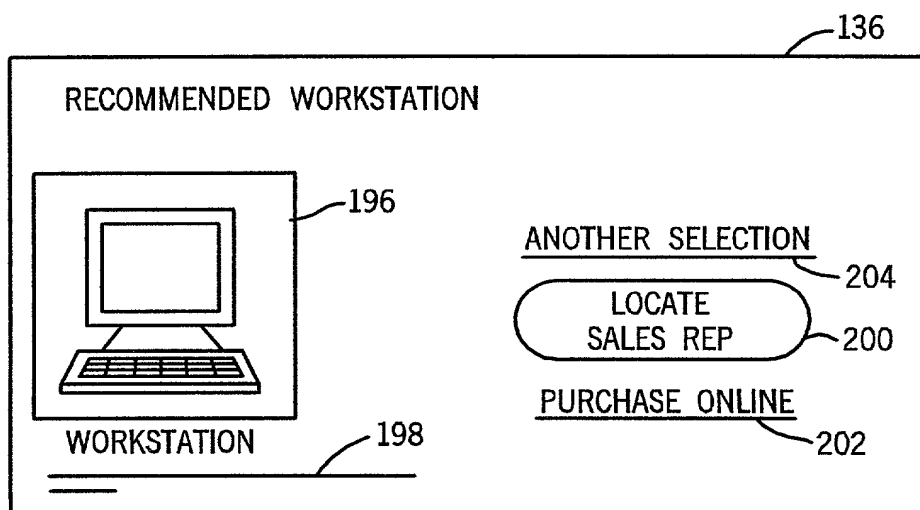 136
RECOMMENDED WORKSTATION
196
ANOTHER SELECTION
204
LOCATE
SALES REP
200
PURCHASE ONLINE
202
WORKSTATION
198